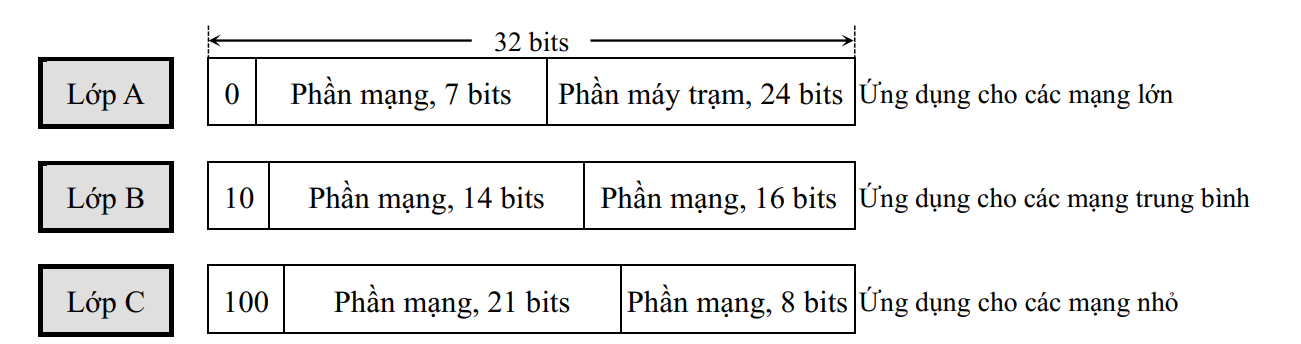 32 bits
Lớp A 0 Phần mạng, 7 bits Phần máy trạm, 24 bits Ứng dụng cho các mạng lớn
Lớp B 10 Phần mạng, 14 bits Phần mạng, 16 bits Ứng dụng cho các mạng trung bình
Lớp C 100 Phần mạng, 21 bits Phần mạng, 8 bits Ứng dụng cho các mạng nhỏ